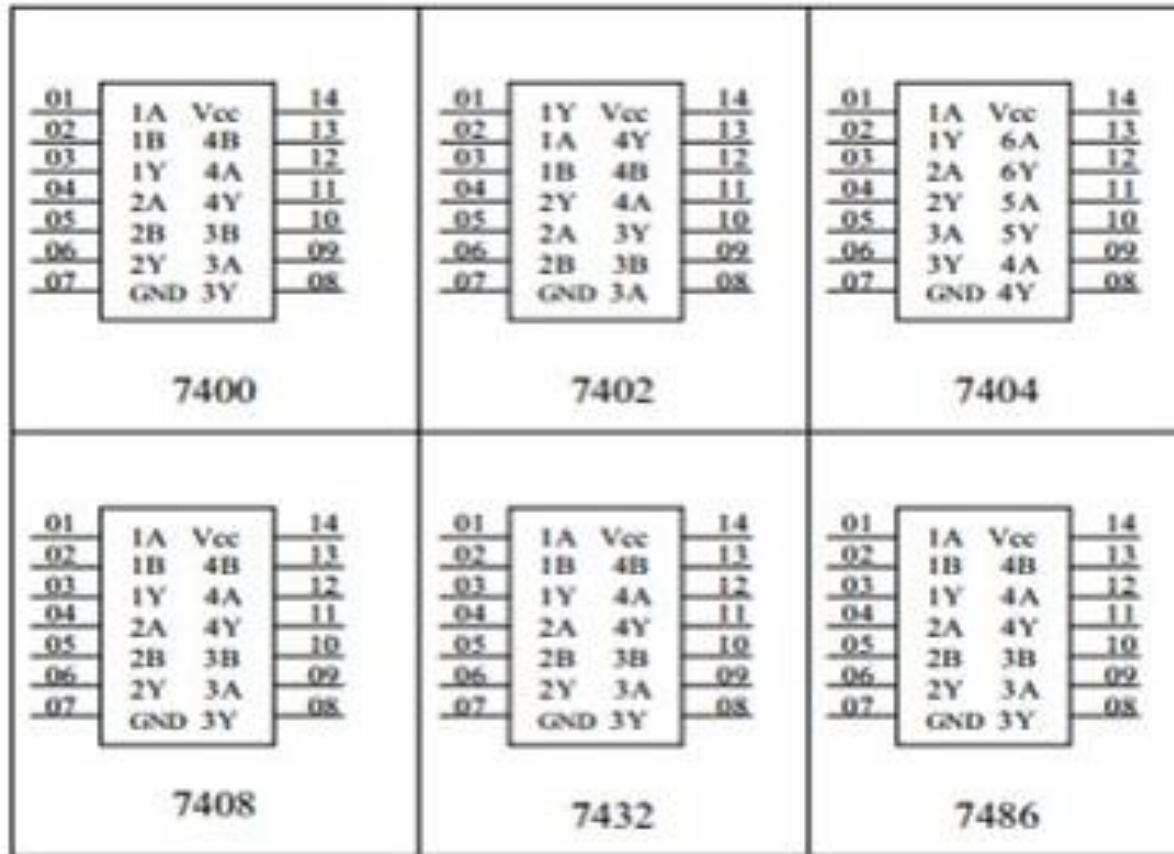 01 1A Vcc 14
02 1B 4B 13
03 1Y 4A 12
04 2A 4Y 11
05 2B 3B 10
06 2Y 3A 09
07 GND 3Y 08
7400
01 1Y Vcc 14
02 1A 4Y 13
03 1B 4B 12
04 2Y 4A 11
05 2A 3Y 10
06 2B 3B 09
07 GND 3A 08
7402
01 1A Vcc 14
02 1Y 6A 13
03 2A 6Y 12
04 2Y 5A 11
05 3A 5Y 10
06 3Y 4A 09
07 GND 4Y 08
7404
01 1A Vcc 14
02 1B 4B 13
03 1Y 4A 12
04 2A 4Y 11
05 2B 3B 10
06 2Y 3A 09
07 GND 3Y 08
7408
01 1A Vcc 14
02 1B 4B 13
03 1Y 4A 12
04 2A 4Y 11
05 2B 3B 10
06 2Y 3A 09
07 GND 3Y 08
7432
01 1A Vcc 14
02 1B 4B 13
03 1Y 4A 12
04 2A 4Y 11
05 2B 3B 10
06 2Y 3A 09
07 GND 3Y 08
7486